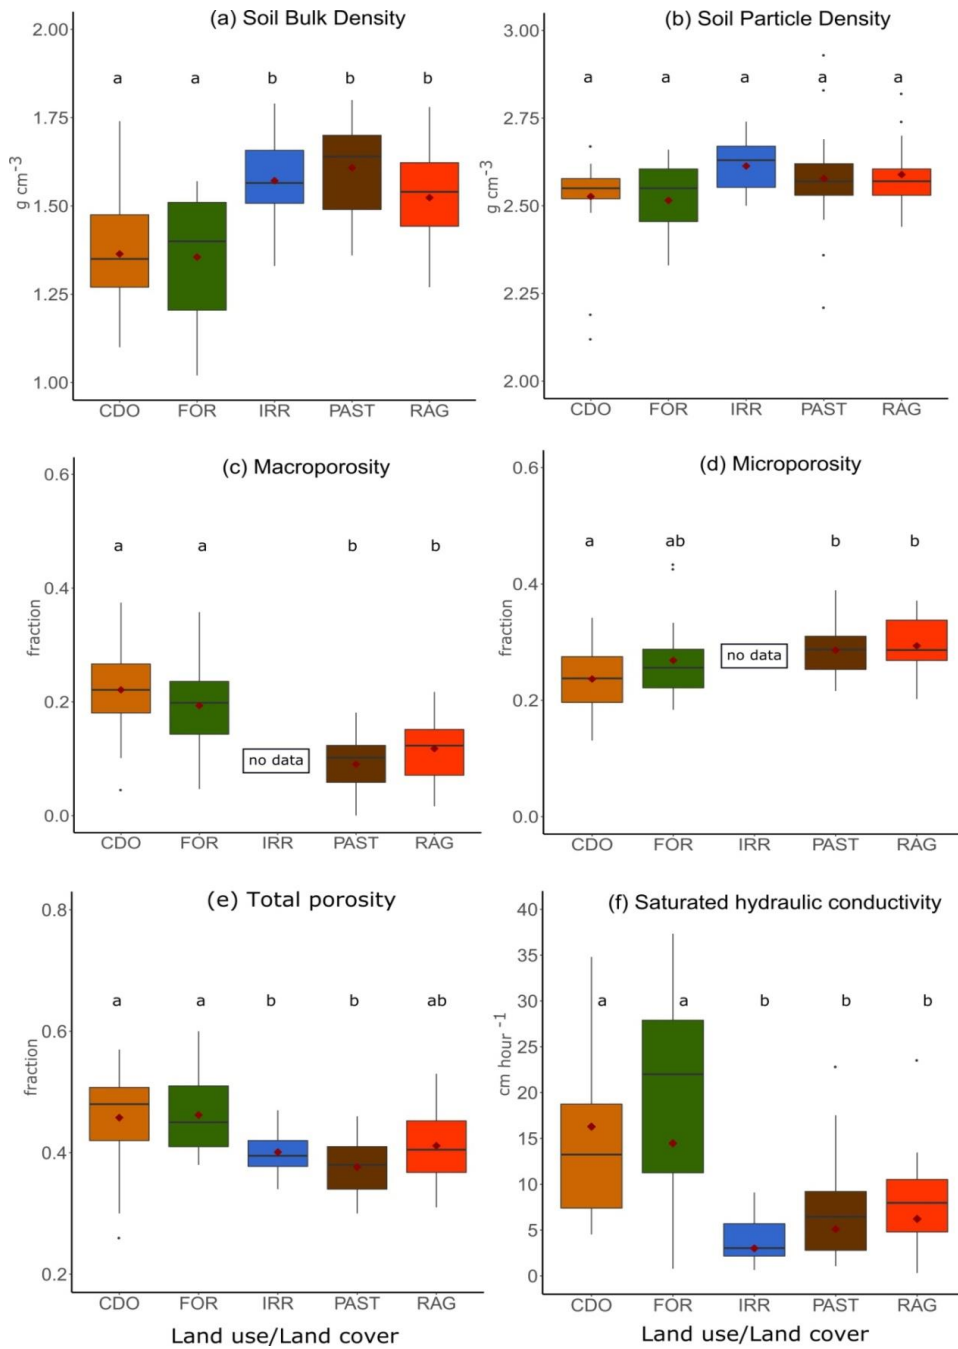 (a) Soil Bulk Density
2.00
1.75
1.50
1.25
1.00
g cm-3
a a b b b
CDO FOR IRR PAST RAG
(b) Soil Particle Density
3.00
2.75
2.50
2.25
2.00
g cm-3
a a a a a
CDO FOR IRR PAST RAG
(c) Macroporosity
0.6
0.4
0.2
0.0
fraction
a a b b
no data
CDO FOR IRR PAST RAG
(d) Microporosity
0.6
0.4
0.2
0.0
fraction
a ab b b
no data
CDO FOR IRR PAST RAG
(e) Total porosity
0.8
0.6
0.4
0.2
fraction
a a b b ab
CDO FOR IRR PAST RAG
Land use/Land cover
(f) Saturated hydraulic conductivity
40
35
30
25
20
15
10
5
0
cm hour -1
a a b b b
CDO FOR IRR PAST RAG
Land use/Land cover